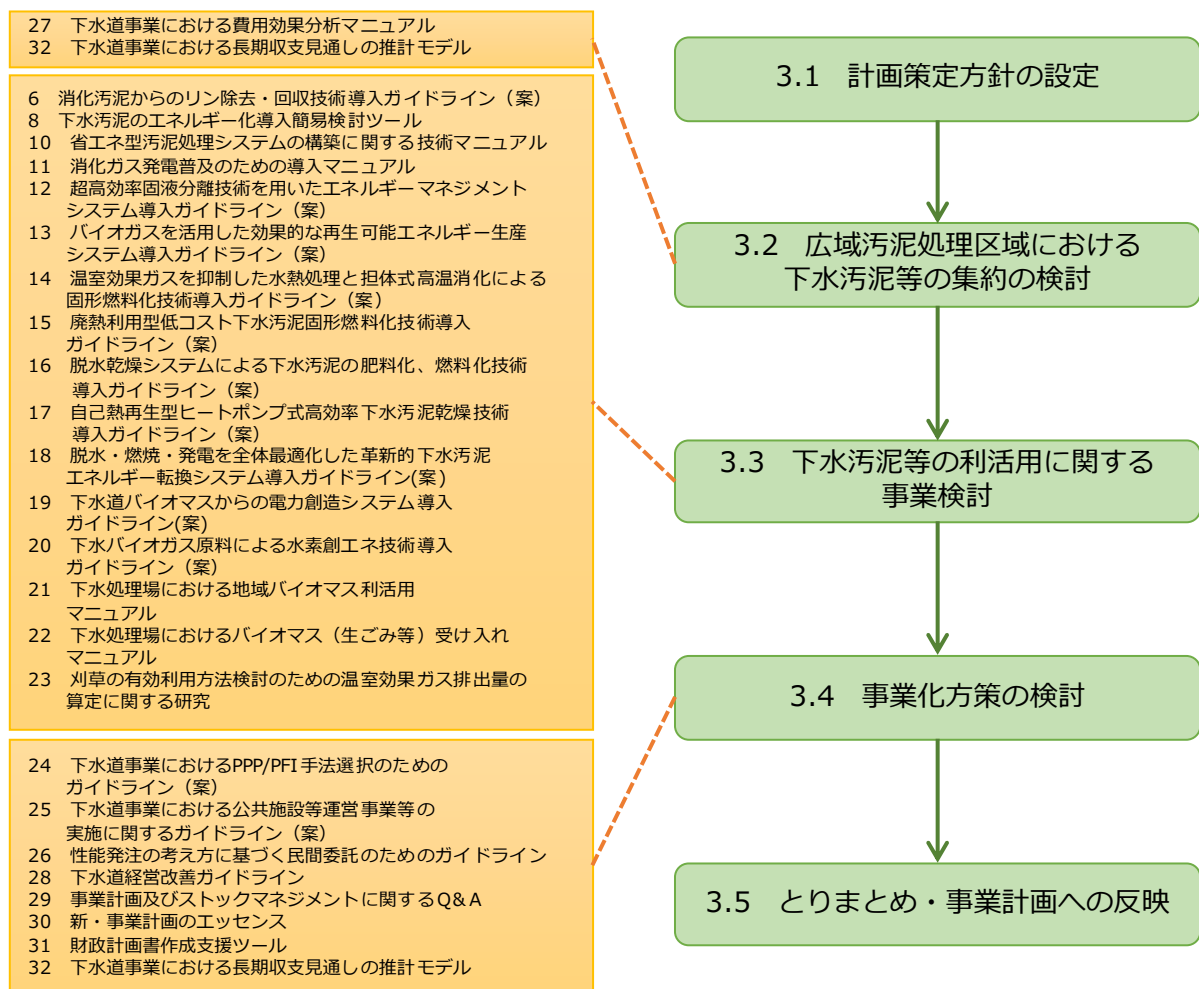 27 下水道事業における費用効果分析マニュアル
32 下水道事業における長期収支見通しの推計モデル
6 消化汚泥からのリン除去・回収技術導入ガイドライン（案）
8 下水汚泥のエネルギー化導入簡易検討ツール
10 省エネ型汚泥処理システムの構築に関する技術マニュアル
11 消化ガス発電普及のための導入マニュアル
12 超高効率固液分離技術を用いたエネルギーマネジメント
システム導入ガイドライン（案）
13 バイオガスを活用した効果的な再生可能エネルギー生産
システム導入ガイドライン（案）
14 温室効果ガスを抑制した水熱処理と担体式高温消化による
固形燃料化技術導入ガイドライン（案）
15 廃熱利用型低コスト下水汚泥固形燃料化技術導入
ガイドライン（案）
16 脱水乾燥システムによる下水汚泥の肥料化、燃料化技術
導入ガイドライン（案）
17 自己熱再生型ヒートポンプ式高効率下水汚泥乾燥技術
導入ガイドライン（案）
18 脱水・燃焼・発電を全体最適化した革新的下水汚泥
エネルギー転換システム導入ガイドライン(案)
19 下水道バイオマスからの電力創造システム導入
ガイドライン(案)
20 下水バイオガス原料による水素創エネ技術導入
ガイドライン（案）
21 下水処理場における地域バイオマス利活用
マニュアル
22 下水処理場におけるバイオマス（生ごみ等）受け入れ
マニュアル
23 刈草の有効利用方法検討のための温室効果ガス排出量の
算定に関する研究
24 下水道事業におけるPPP/PFI手法選択のための
ガイドライン（案）
25 下水道事業における公共施設等運営事業等の
実施に関するガイドライン（案）
26 性能発注の考え方に基づく民間委託のためのガイドライン
28 下水道経営改善ガイドライン
29 事業計画及びストックマネジメントに関するQ&A
30 新・事業計画のエッセンス
31 財政計画書作成支援ツール
32 下水道事業における長期収支見通しの推計モデル
3.1 計画策定方針の設定
3.2 広域汚泥処理区域における
下水汚泥等の集約の検討
3.3 下水汚泥等の利活用に関する
事業検討
3.4 事業化方策の検討
3.5 とりまとめ・事業計画への反映